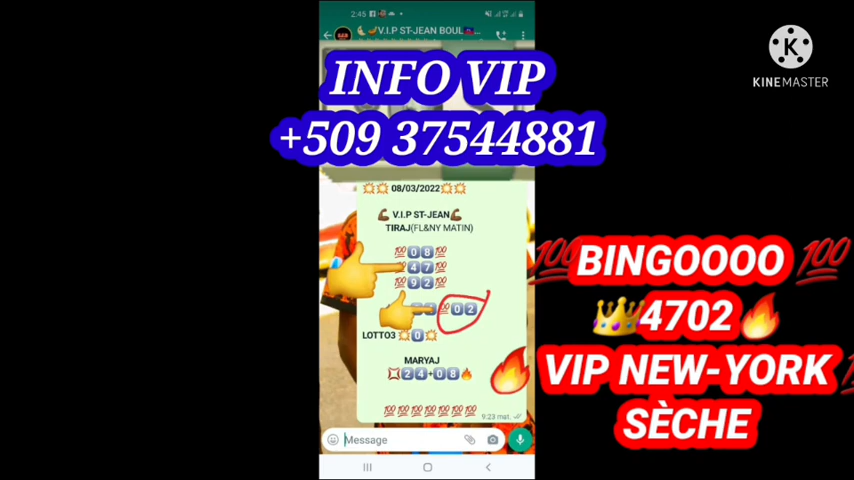 2:45
V.I.P ST-JEAN BOUL...
INFO VIP
+509 37544881
KINEMASTER
08/03/2022
V.I.P ST-JEAN
TIRAJ(FL&NY MATIN)
💯08💯
💯47💯
💯92💯
💯02
LOTTO3 💥0💥
MARYAJ
24+08🔥
💯💯💯💯💯💯💯
9:23 mat.
Message
💯BINGOOOO 💯
👑4702🔥
VIP NEW-YORK
SÈCHE